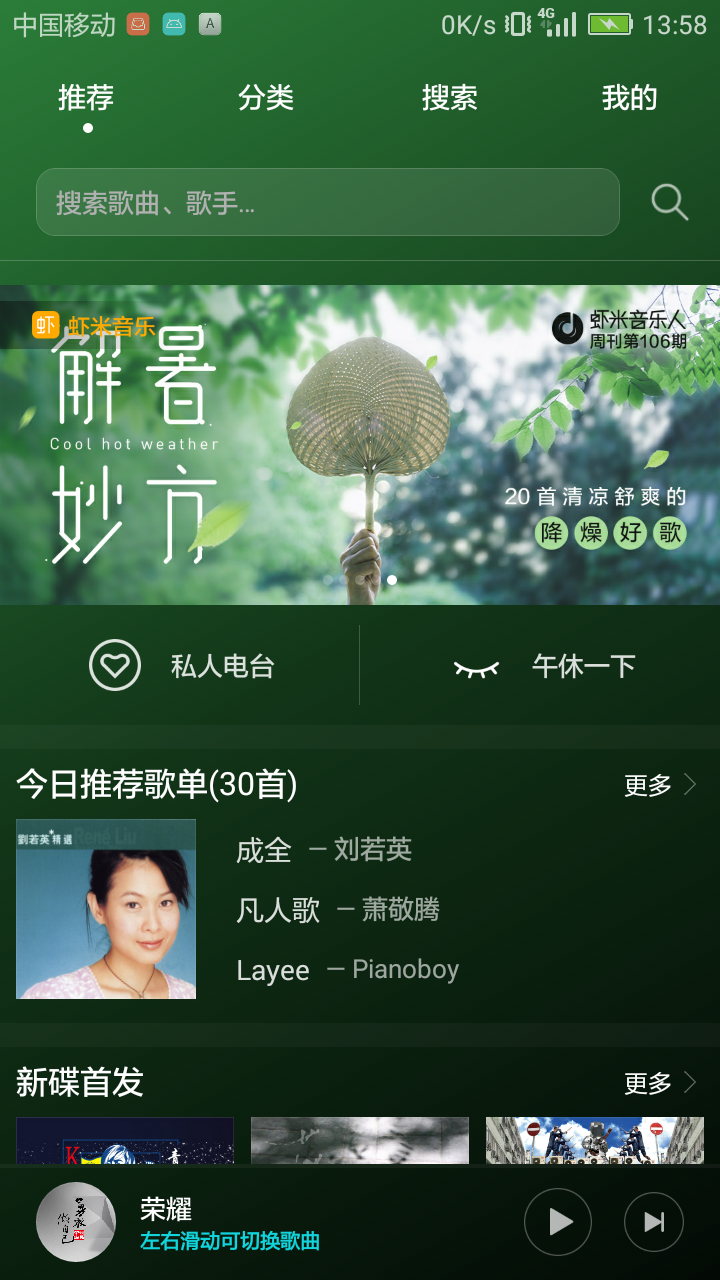 中国移动 A 0K/s 4G 13:58
推荐 分类 搜索 我的
搜索歌曲、歌手...
虾 虾米音乐
虾米音乐人
周刊第106期
解暑
Cool hot weather
妙方
20首清凉舒爽的
降燥好歌
私人电台 午休一下
今日推荐歌单(30首) 更多
劉若英精選 René Liu
成全 – 刘若英
凡人歌 – 萧敬腾
Layee – Pianoboy
新碟首发 更多
K 青
荣耀
左右滑动可切换歌曲